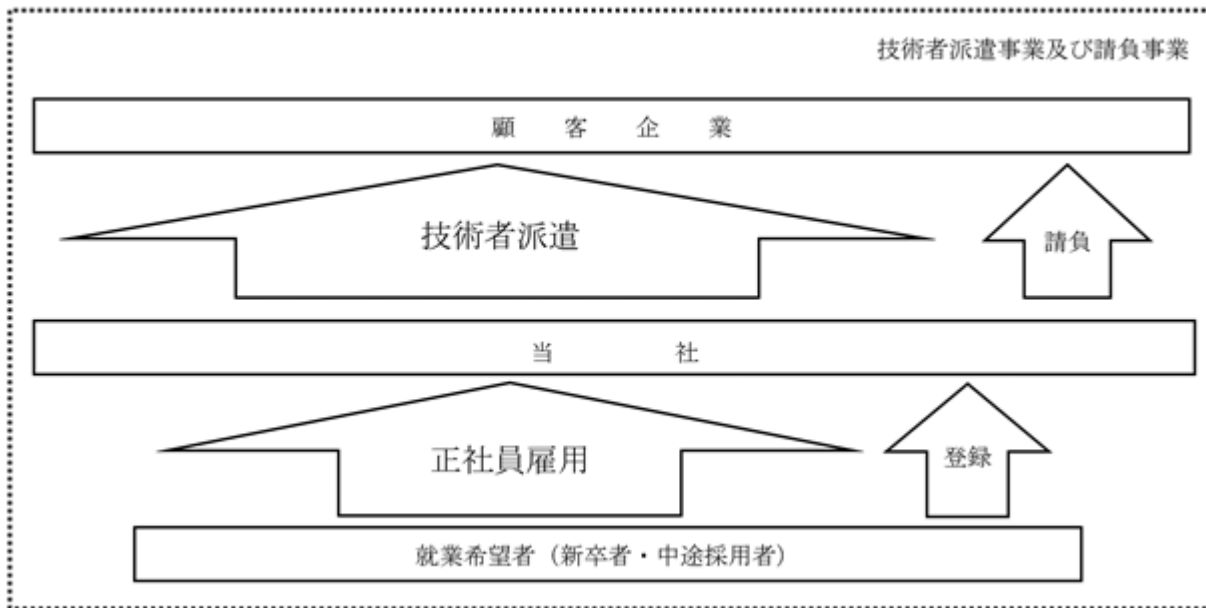 技術者派遣事業及び請負事業
顧客企業
技術者派遣
請負
当社
正社員雇用
登録
就業希望者（新卒者・中途採用者）